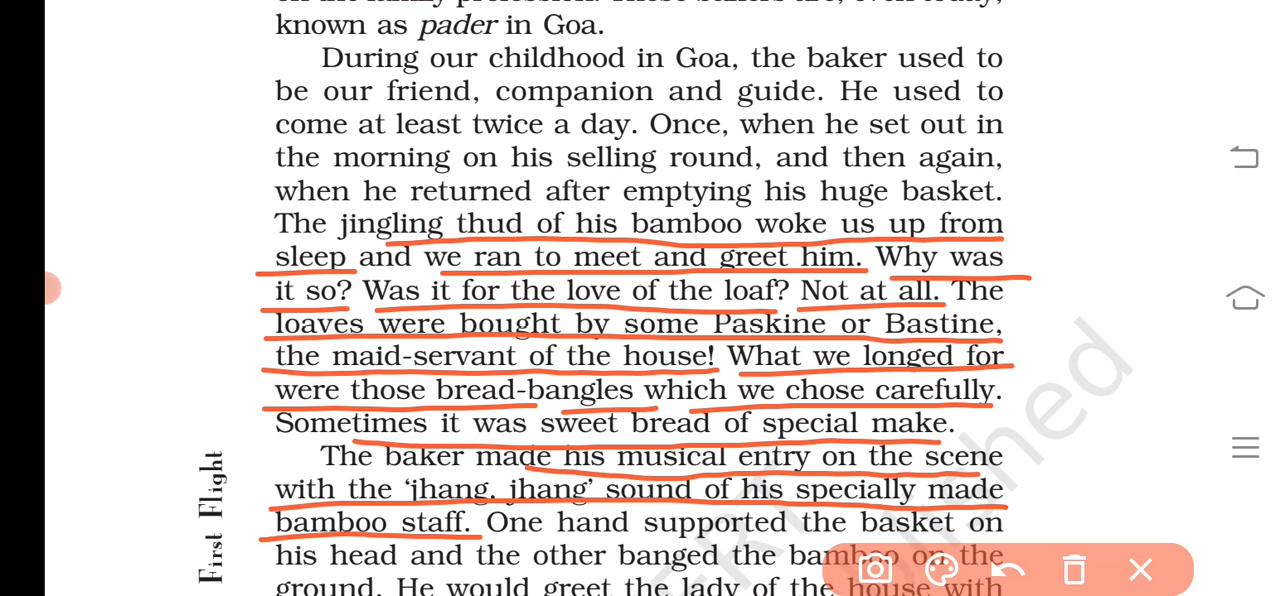 known as pader in Goa.
During our childhood in Goa, the baker used to
be our friend, companion and guide. He used to
come at least twice a day. Once, when he set out in
the morning on his selling round, and then again,
when he returned after emptying his huge basket.
The jingling thud of his bamboo woke us up from
sleep and we ran to meet and greet him. Why was
it so? Was it for the love of the loaf? Not at all. The
loaves were bought by some Paskine or Bastine,
the maid-servant of the house! What we longed for
were those bread-bangles which we chose carefully.
Sometimes it was sweet bread of special make.
The baker made his musical entry on the scene
with the ‘jhang, jhang’ sound of his specially made
bamboo staff. One hand supported the basket on
his head and the other banged the bamboo on the
ground. He would greet the lady of the house with
First Flight